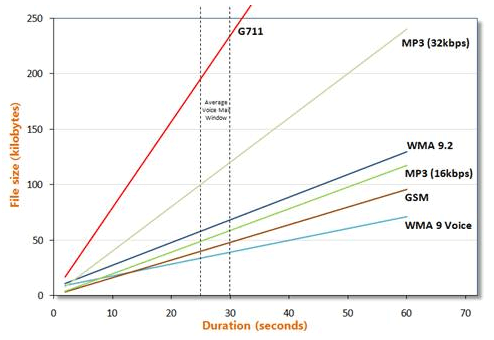 250
200
150
100
50
0
File size (kilobytes)
G711
MP3 (32kbps)
Average
Voice Mail
Window
WMA 9.2
MP3 (16kbps)
GSM
WMA 9 Voice
0 10 20 30 40 50 60 70
Duration (seconds)